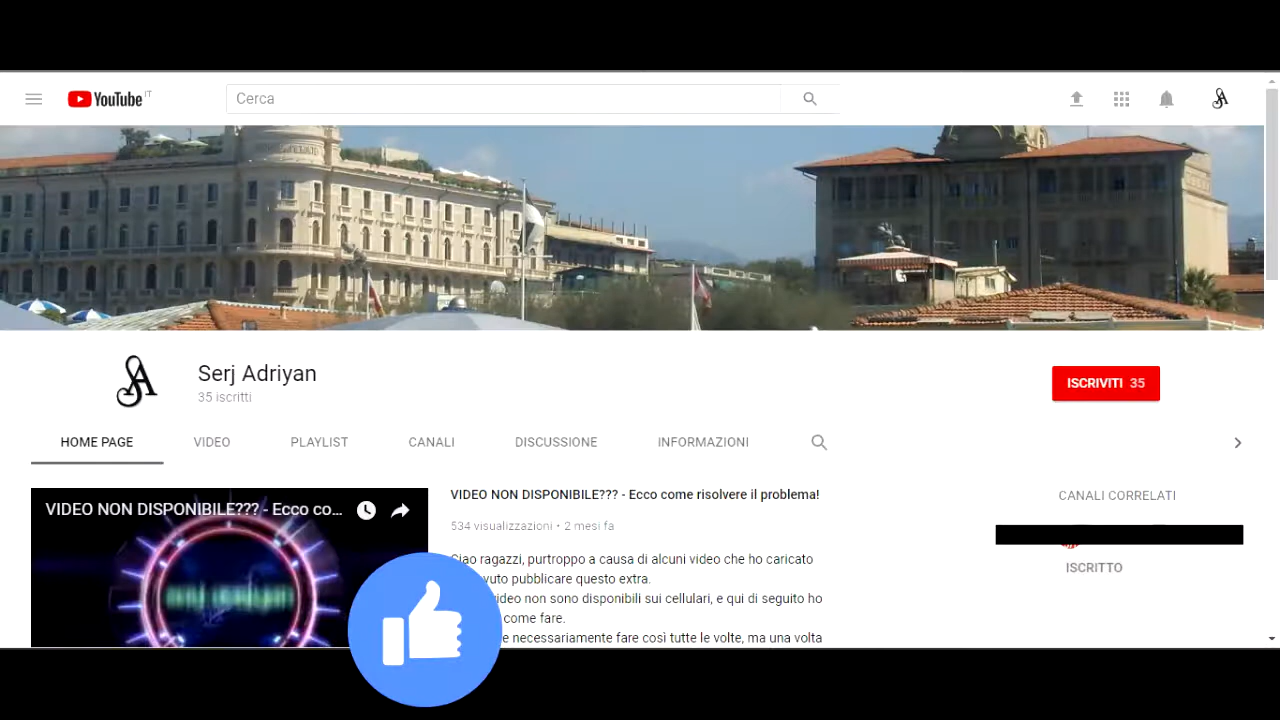 YouTube IT
Cerca
Serj Adriyan
35 iscritti
ISCRIVITI 35
HOME PAGE VIDEO PLAYLIST CANALI DISCUSSIONE INFORMAZIONI
VIDEO NON DISPONIBILE??? - Ecco co...
VIDEO NON DISPONIBILE??? - Ecco come risolvere il problema!
534 visualizzazioni • 2 mesi fa
Ciao ragazzi, purtroppo a causa di alcuni video che ho caricato
vuto pubblicare questo extra.
ideo non sono disponibili sui cellulari, e qui di seguito ho
come fare.
e necessariamente fare così tutte le volte, ma una volta
CANALI CORRELATI
ISCRITTO